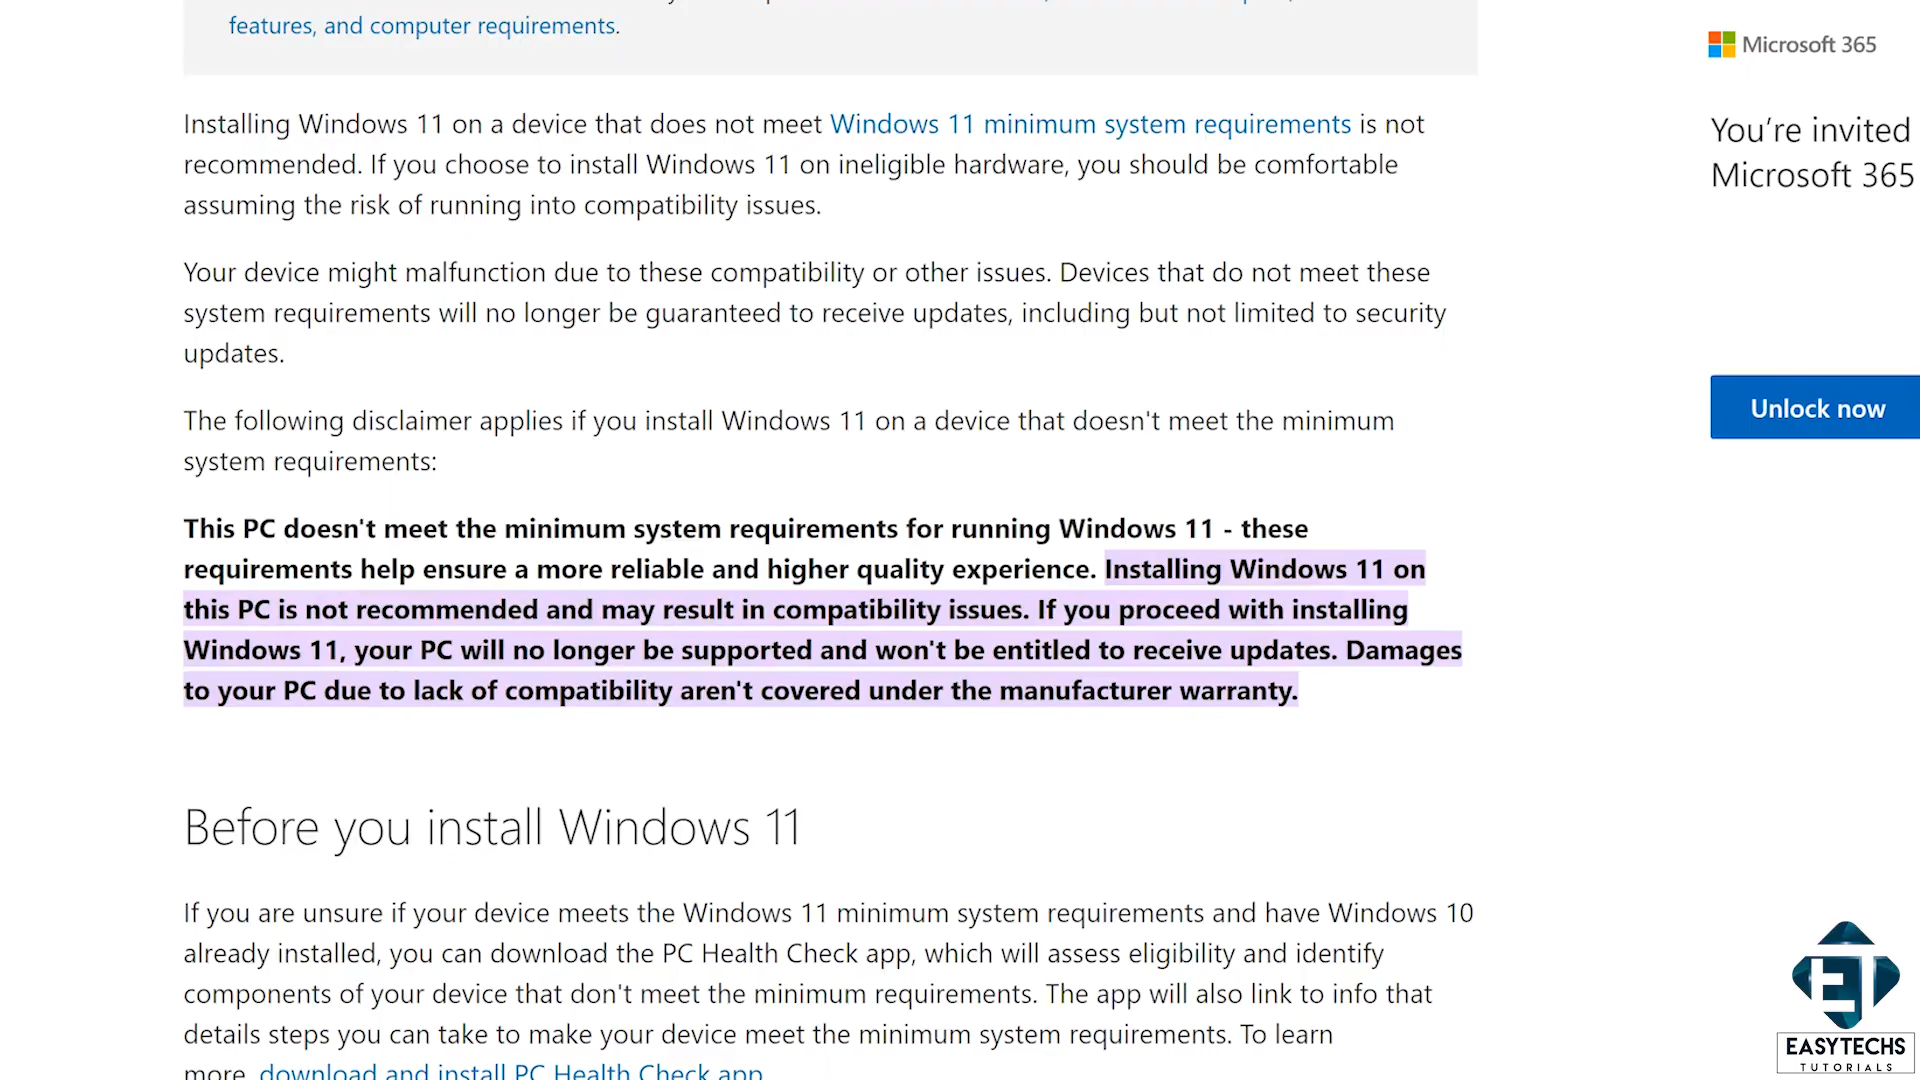 features, and computer requirements.
Installing Windows 11 on a device that does not meet Windows 11 minimum system requirements is not
recommended. If you choose to install Windows 11 on ineligible hardware, you should be comfortable
assuming the risk of running into compatibility issues.
Your device might malfunction due to these compatibility or other issues. Devices that do not meet these
system requirements will no longer be guaranteed to receive updates, including but not limited to security
updates.
The following disclaimer applies if you install Windows 11 on a device that doesn't meet the minimum
system requirements:
This PC doesn't meet the minimum system requirements for running Windows 11 - these
requirements help ensure a more reliable and higher quality experience. Installing Windows 11 on
this PC is not recommended and may result in compatibility issues. If you proceed with installing
Windows 11, your PC will no longer be supported and won't be entitled to receive updates. Damages
to your PC due to lack of compatibility aren't covered under the manufacturer warranty.
Before you install Windows 11
If you are unsure if your device meets the Windows 11 minimum system requirements and have Windows 10
already installed, you can download the PC Health Check app, which will assess eligibility and identify
components of your device that don't meet the minimum requirements. The app will also link to info that
details steps you can take to make your device meet the minimum system requirements. To learn
more, download and install PC Health Check app
Microsoft 365
You're invited
Microsoft 365
Unlock now
ET
EASYTECHS
TUTORIALS